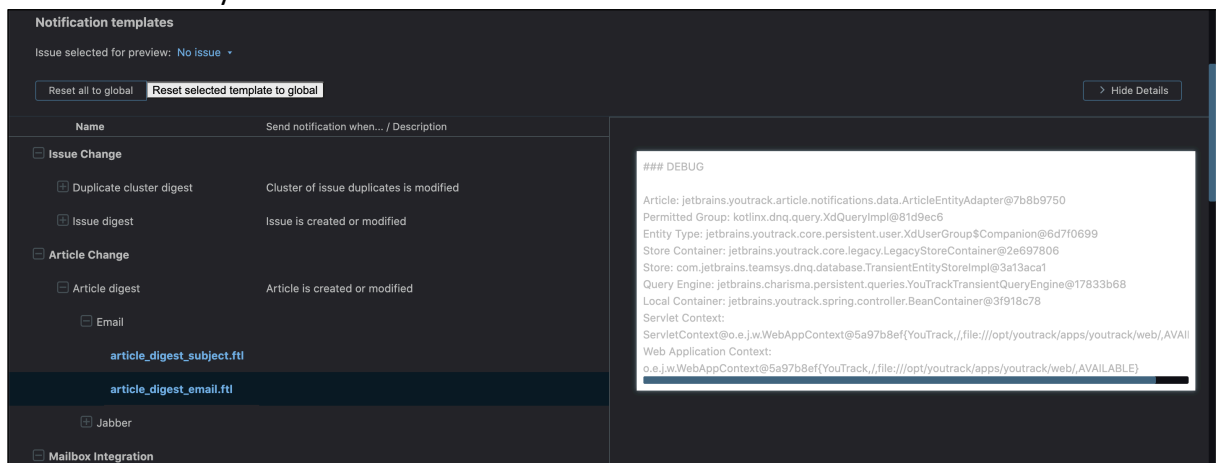 Notification templates
Issue selected for preview: No issue
Reset all to global Reset selected template to global > Hide Details
Name Send notification when... / Description
Issue Change
Duplicate cluster digest Cluster of issue duplicates is modified
Issue digest Issue is created or modified
Article Change
Article digest Article is created or modified
Email
article_digest_subject.ftl
article_digest_email.ftl
Jabber
Mailbox Integration
### DEBUG
Article: jetbrains.youtrack.article.notifications.data.ArticleEntityAdapter@7b8b9750
Permitted Group: kotlinx.dnq.query.XdQueryImpl@81d9ec6
Entity Type: jetbrains.youtrack.core.persistent.user.XdUserGroup$Companion@6d7f0699
Store Container: jetbrains.youtrack.core.legacy.LegacyStoreContainer@2e697806
Store: com.jetbrains.teamsys.dnq.database.TransientEntityStoreImpl@3a13aca1
Query Engine: jetbrains.charisma.persistent.queries.YouTrackTransientQueryEngine@17833b68
Local Container: jetbrains.youtrack.spring.controller.BeanContainer@3f918c78
Servlet Context:
ServletContext@o.e.j.w.WebAppContext@5a97b8ef{YouTrack,/,file:///opt/youtrack/apps/youtrack/web/,AVAIL
Web Application Context:
o.e.j.w.WebAppContext@5a97b8ef{YouTrack,/,file:///opt/youtrack/apps/youtrack/web/,AVAILABLE}